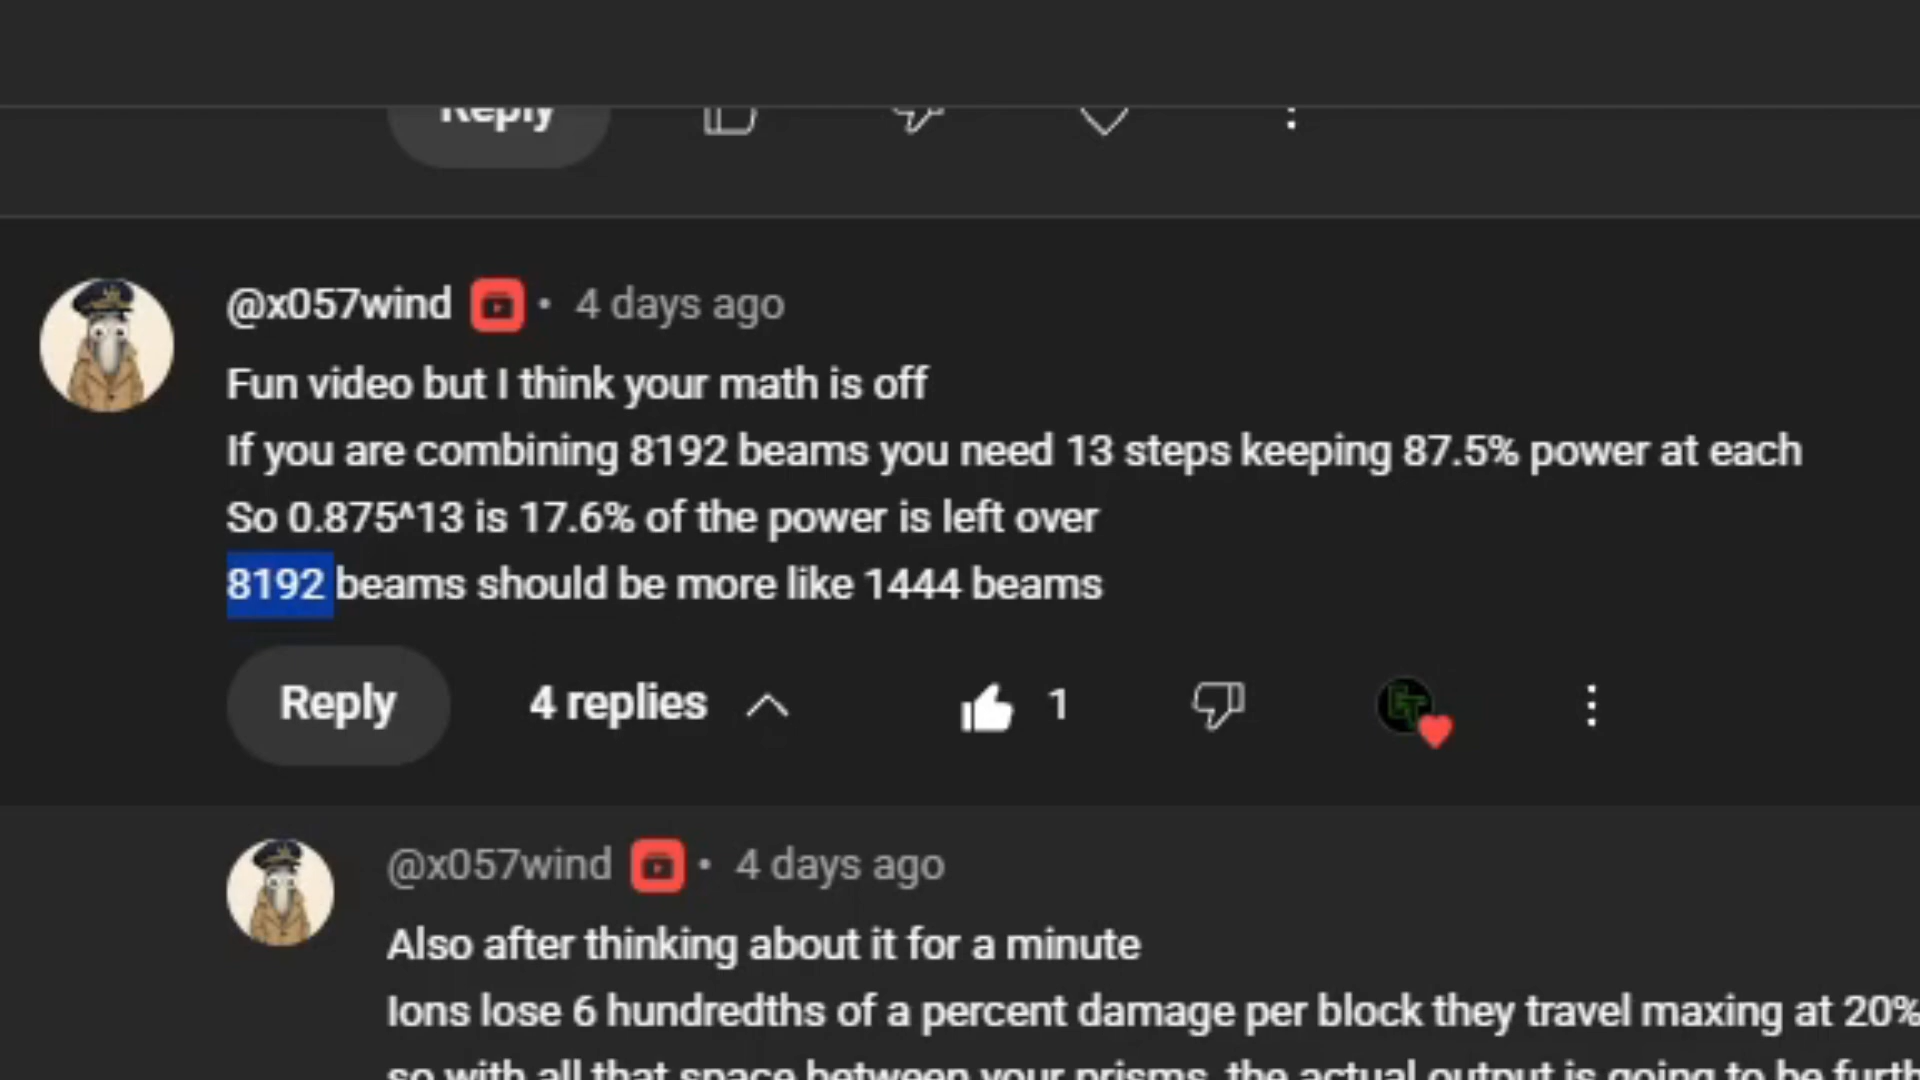 Reply
@x057wind • 4 days ago
Fun video but I think your math is off
If you are combining 8192 beams you need 13 steps keeping 87.5% power at each
So 0.875^13 is 17.6% of the power is left over
8192 beams should be more like 1444 beams
Reply 4 replies 1
@x057wind • 4 days ago
Also after thinking about it for a minute
Ions lose 6 hundredths of a percent damage per block they travel maxing at 20%
so with all that space between your prisms, the actual output is going to be